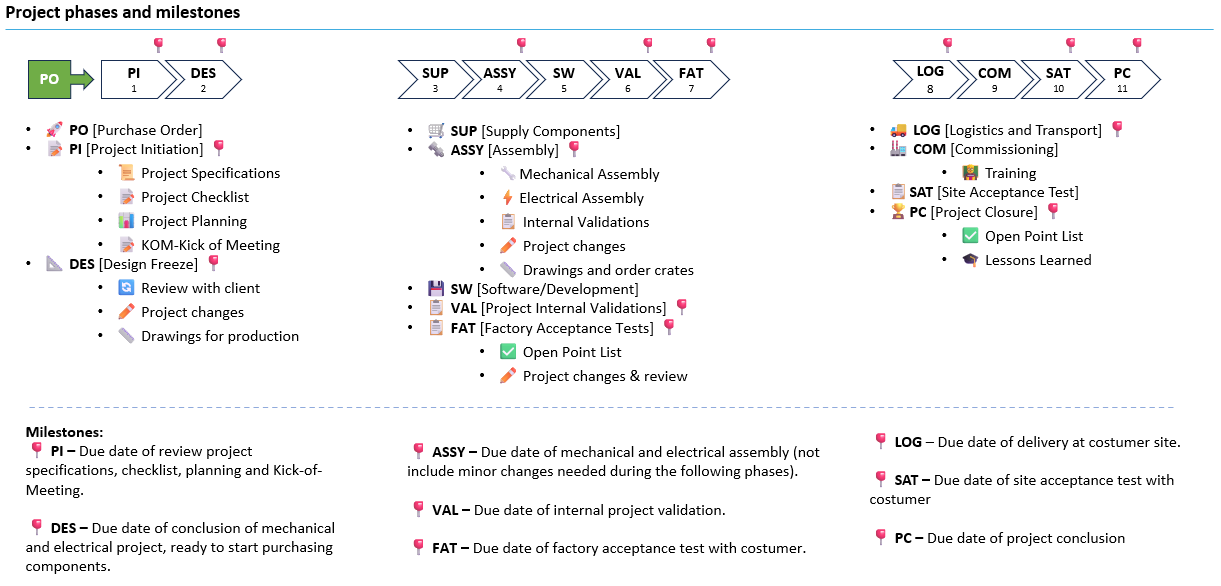 Project phases and milestones
PO
PI
1
DES
2
SUP
3
ASSY
4
SW
5
VAL
6
FAT
7
LOG
8
COM
9
SAT
10
PC
11
• PO [Purchase Order]
• PI [Project Initiation]
• Project Specifications
• Project Checklist
• Project Planning
• KOM-Kick of Meeting
• DES [Design Freeze]
• Review with client
• Project changes
• Drawings for production
• SUP [Supply Components]
• ASSY [Assembly]
• Mechanical Assembly
• Electrical Assembly
• Internal Validations
• Project changes
• Drawings and order crates
• SW [Software/Development]
• VAL [Project Internal Validations]
• FAT [Factory Acceptance Tests]
• Open Point List
• Project changes & review
• LOG [Logistics and Transport]
• COM [Commissioning]
• Training
• SAT [Site Acceptance Test]
• PC [Project Closure]
• Open Point List
• Lessons Learned
Milestones:
PI – Due date of review project
specifications, checklist, planning and Kick-of-
Meeting.
DES – Due date of conclusion of mechanical
and electrical project, ready to start purchasing
components.
ASSY – Due date of mechanical and electrical assembly (not
include minor changes needed during the following phases).
VAL – Due date of internal project validation.
FAT – Due date of factory acceptance test with costumer.
LOG – Due date of delivery at costumer site.
SAT – Due date of site acceptance test with
costumer
PC – Due date of project conclusion